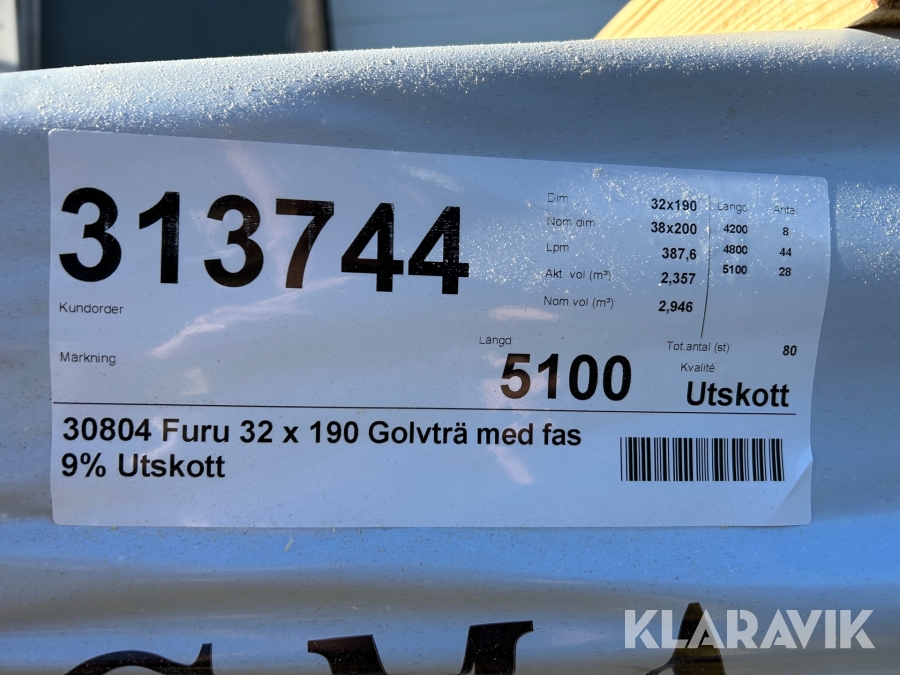 313744
Kundorder
Märkning
Dim 32x190
Nom dim 38x200
Lpm 387,6
Akt. vol (m³) 2,357
Nom vol (m³) 2,946
Längd Antal
4200 8
4800 44
5100 28
Tot.antal (st) 80
Längd 5100
Kvalité Utskott
30804 Furu 32 x 190 Golvträ med fas
9% Utskott
KLARAVIK